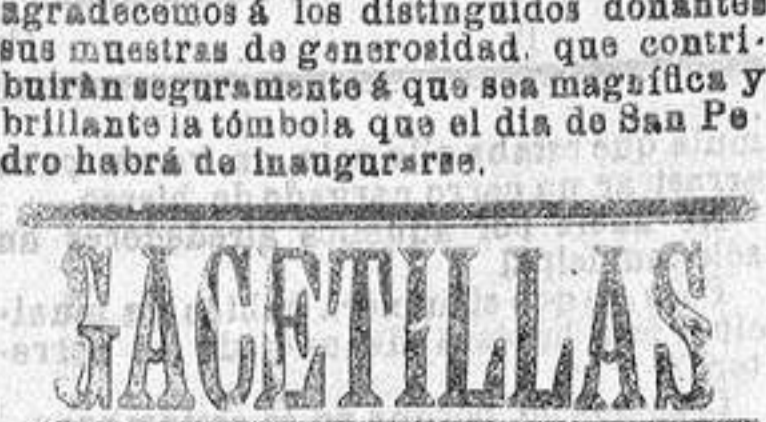 agradecemos á los distinguidos donantes
sus muestras de generosidad, que contri-
buirán seguramente á que sea magnífica y
brillante la tómbola que el dia de San Pe
dro habrá de inaugurarse.
GACETILLAS